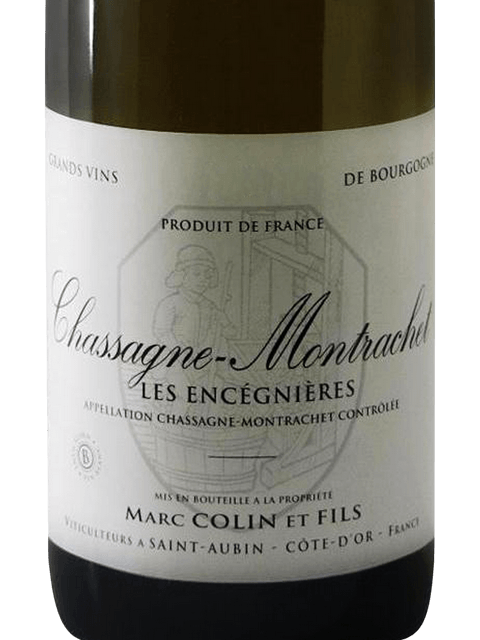 GRANDS VINS
DE BOURGOGNE
PRODUIT DE FRANCE
Chassagne-Montrachet
LES ENCÉGNIÈRES
APPELLATION CHASSAGNE-MONTRACHET CONTRÔLÉE
MIS EN BOUTEILLE A LA PROPRIÉTÉ
MARC COLIN ET FILS
VITICULTEURS A SAINT-AUBIN - CÔTE-D'OR - FRANCE
B